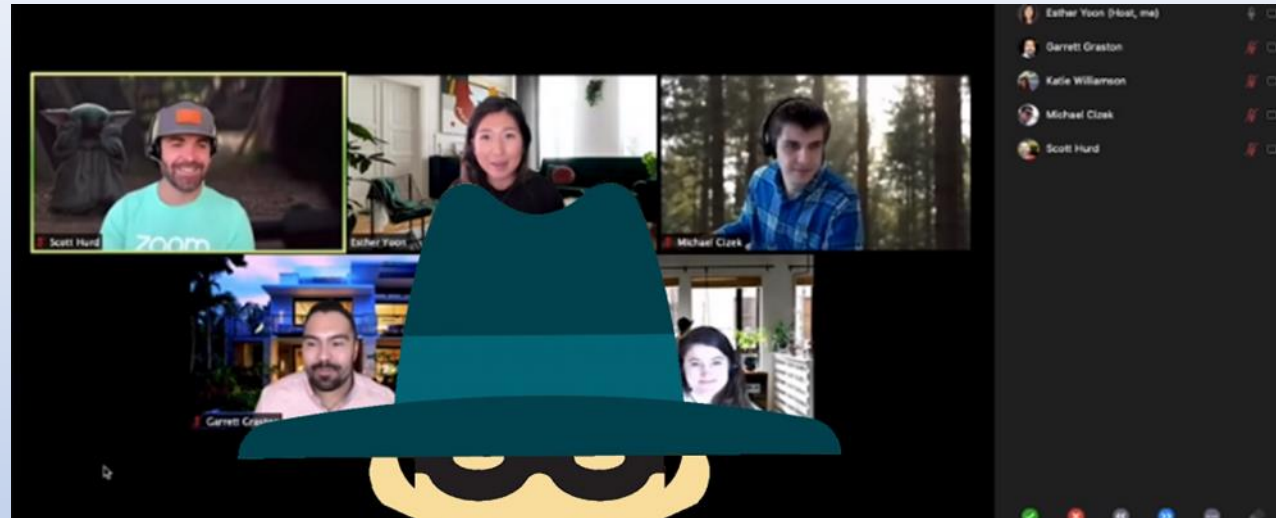 Esther Yoon (Host, me)
Garrett Graston
Katie Williamson
Michael Cizek
Scott Hurd
zoom
Scott Hurd
Esther Yoon
Michael Cizek
Garrett Graston